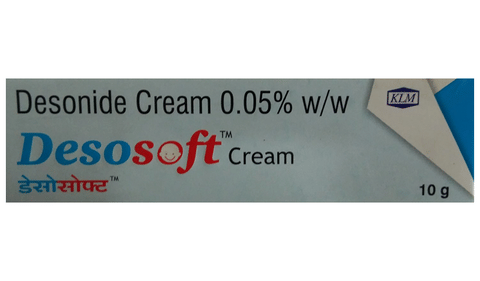 Desonide Cream 0.05% w/w
KLM
Desosoft™ Cream
डेसोसोफ्ट™
10 g